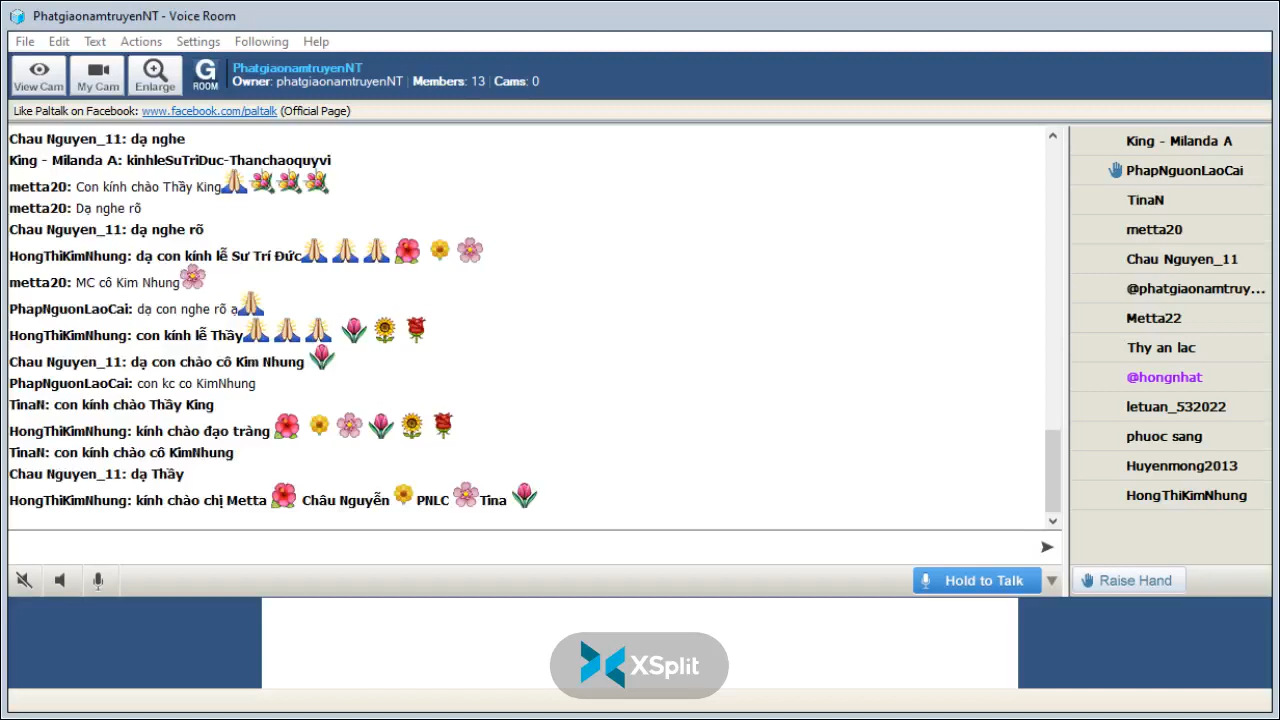 PhatgiaonamtruyenNT - Voice Room
File Edit Text Actions Settings Following Help
View Cam My Cam Enlarge G ROOM
PhatgiaonamtruyenNT
Owner: phatgiaonamtruyenNT | Members: 13 | Cams: 0
Like Paltalk on Facebook: www.facebook.com/paltalk (Official Page)
Chau Nguyen_11: dạ nghe
King - Milanda A: kinhleSuTriDuc-Thanchaoquyvi
metta20: Con kính chào Thầy King
metta20: Dạ nghe rõ
Chau Nguyen_11: dạ nghe rõ
HongThiKimNhung: dạ con kính lễ Sư Trí Đức
metta20: MC cô Kim Nhung
PhapNguonLaoCai: dạ con nghe rõ ạ
HongThiKimNhung: con kính lễ Thầy
Chau Nguyen_11: dạ con chào cô Kim Nhung
PhapNguonLaoCai: con kc co KimNhung
TinaN: con kính chào Thầy King
HongThiKimNhung: kính chào đạo tràng
TinaN: con kính chào cô KimNhung
Chau Nguyen_11: dạ Thầy
HongThiKimNhung: kính chào chị Metta Châu Nguyễn PNLC Tina
King - Milanda A
PhapNguonLaoCai
TinaN
metta20
Chau Nguyen_11
@phatgiaonamtruy...
Metta22
Thy an lac
@hongnhat
letuan_532022
phuoc sang
Huyenmong2013
HongThiKimNhung
Hold to Talk
Raise Hand
XSplit